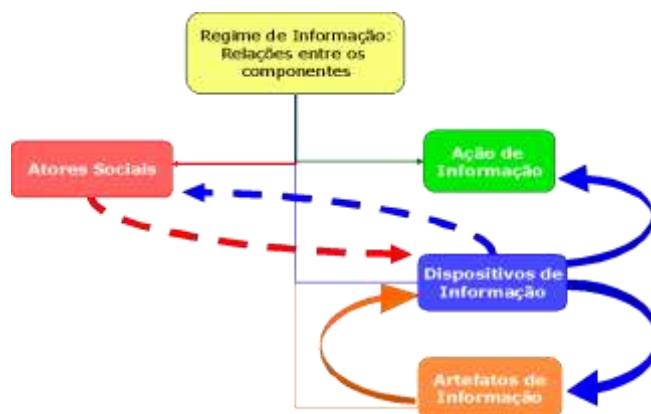 Regime de Informação:
Relações entre os
componentes
Atores Sociais
Ação de
Informação
Dispositivos de
Informação
Artefatos de
Informação